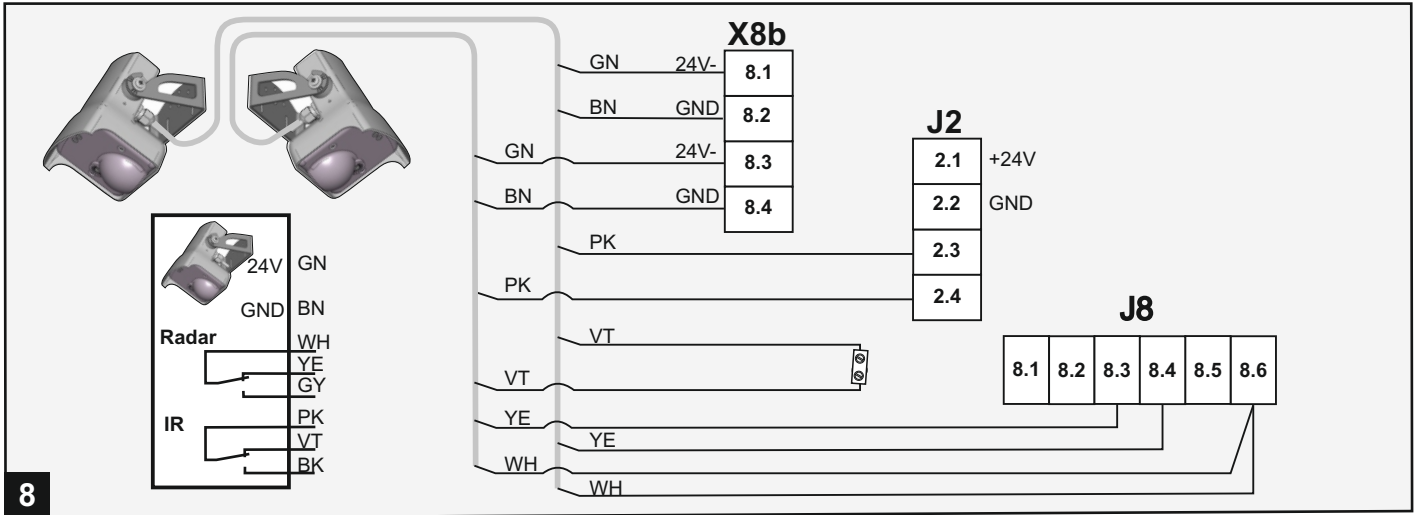 X8b
GN 24V- 8.1
BN GND 8.2
GN 24V- 8.3
BN GND 8.4
J2
2.1 +24V
2.2 GND
PK 2.3
PK 2.4
24V GN
GND BN
Radar
WH
YE
GY
IR
PK
VT
BK
VT
VT
J8
8.1 8.2 8.3 8.4 8.5 8.6
YE
YE
WH
WH
8